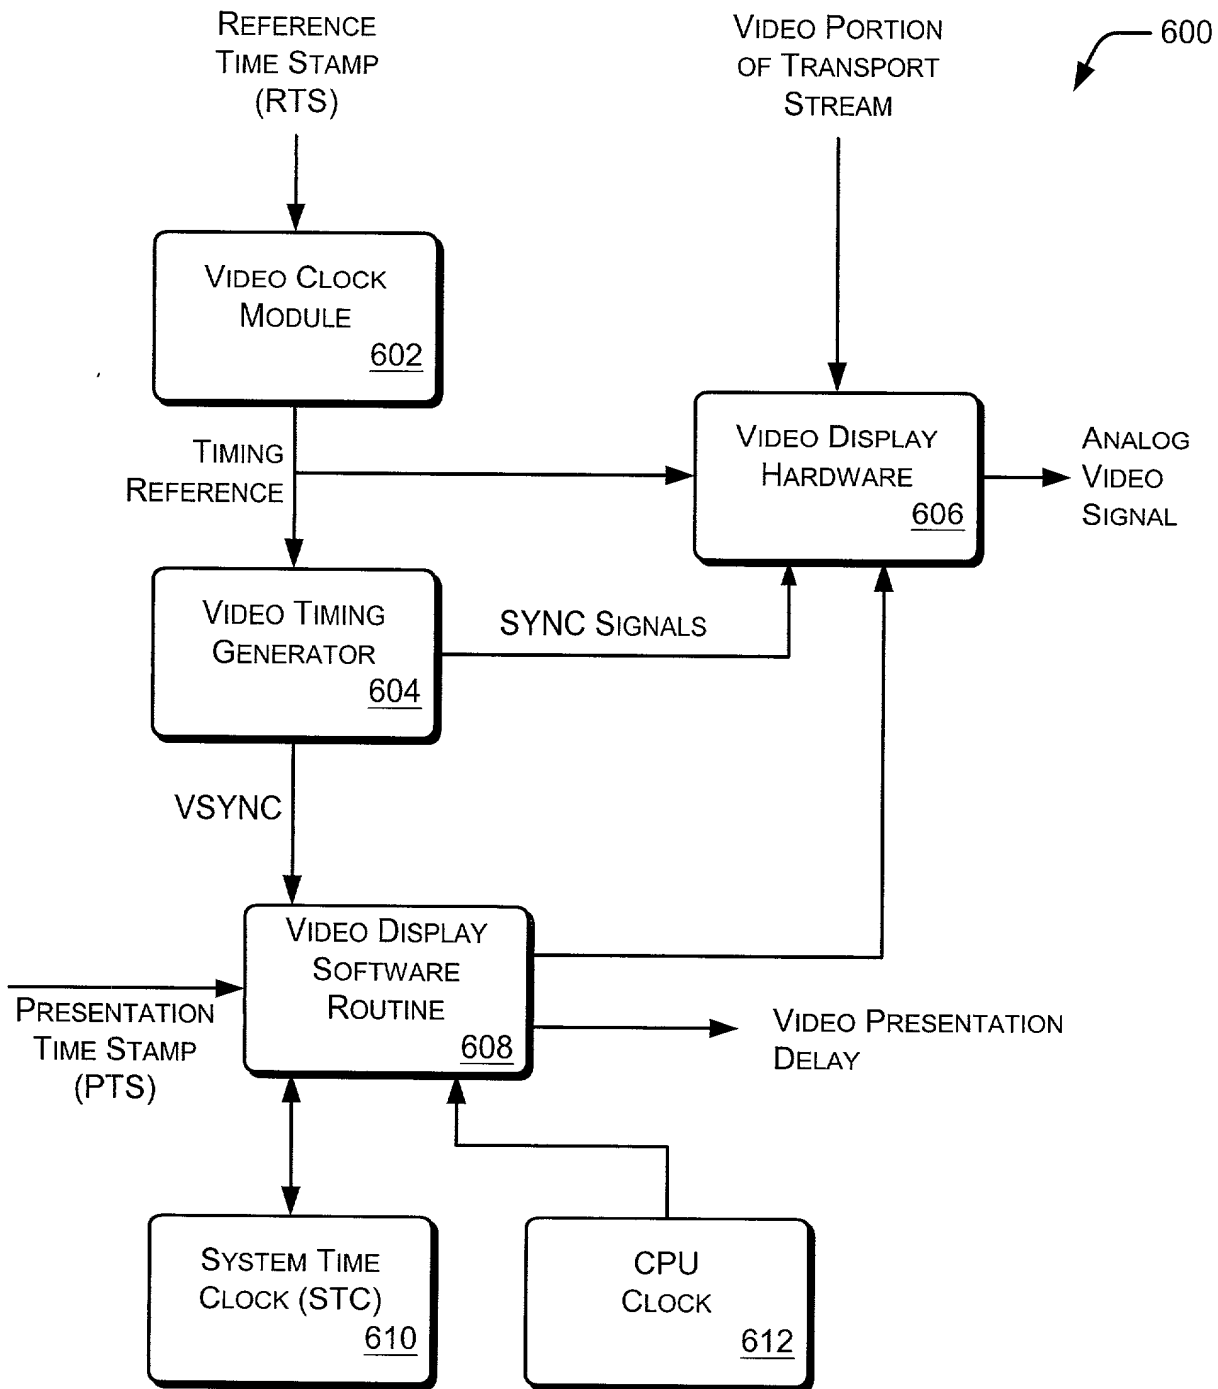 REFERENCE
TIME STAMP
(RTS)
VIDEO PORTION
OF TRANSPORT
STREAM
600
VIDEO CLOCK
MODULE
602
TIMING
REFERENCE
VIDEO DISPLAY
HARDWARE
606
ANALOG
VIDEO
SIGNAL
VIDEO TIMING
GENERATOR
604
SYNC SIGNALS
VSYNC
VIDEO DISPLAY
SOFTWARE
ROUTINE
608
PRESENTATION
TIME STAMP
(PTS)
VIDEO PRESENTATION
DELAY
SYSTEM TIME
CLOCK (STC)
610
CPU
CLOCK
612